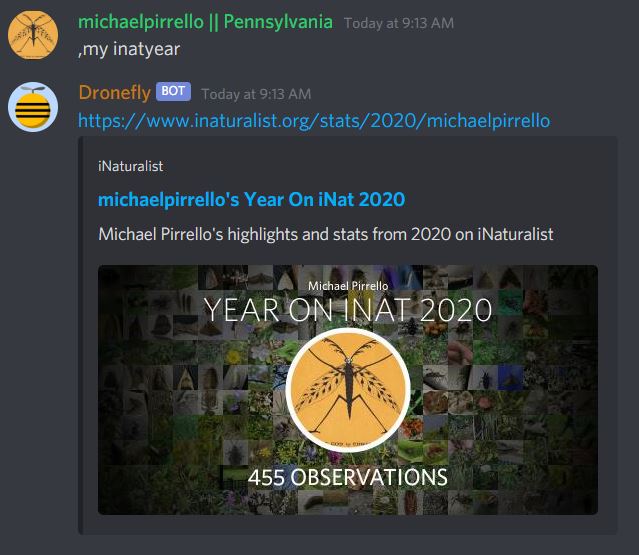 michaelpirrello || Pennsylvania Today at 9:13 AM
,my inatyear
Dronefly BOT Today at 9:13 AM
https://www.inaturalist.org/stats/2020/michaelpirrello
iNaturalist
michaelpirrello's Year On iNat 2020
Michael Pirrello's highlights and stats from 2020 on iNaturalist
Michael Pirrello
YEAR ON INAT 2020
455 OBSERVATIONS